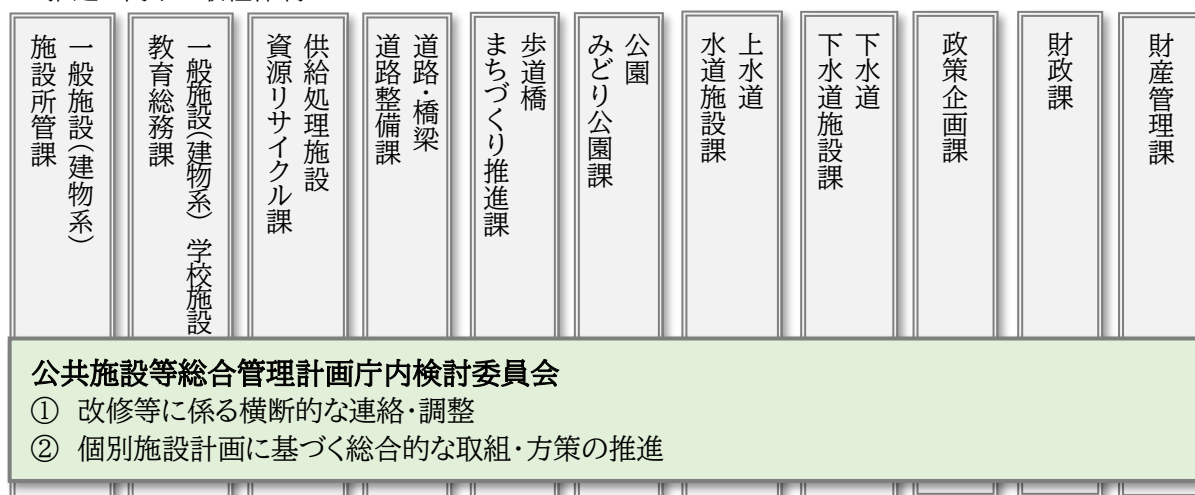 一般施設(建物系)
施設所管課
一般施設(建物系) 学校施設
教育総務課
供給処理施設
資源リサイクル課
道路・橋梁
道路整備課
歩道橋
まちづくり推進課
公園
みどり公園課
上水道
水道施設課
下水道
下水道施設課
政策企画課
財政課
財産管理課
公共施設等総合管理計画庁内検討委員会
① 改修等に係る横断的な連絡・調整
② 個別施設計画に基づく総合的な取組・方策の推進